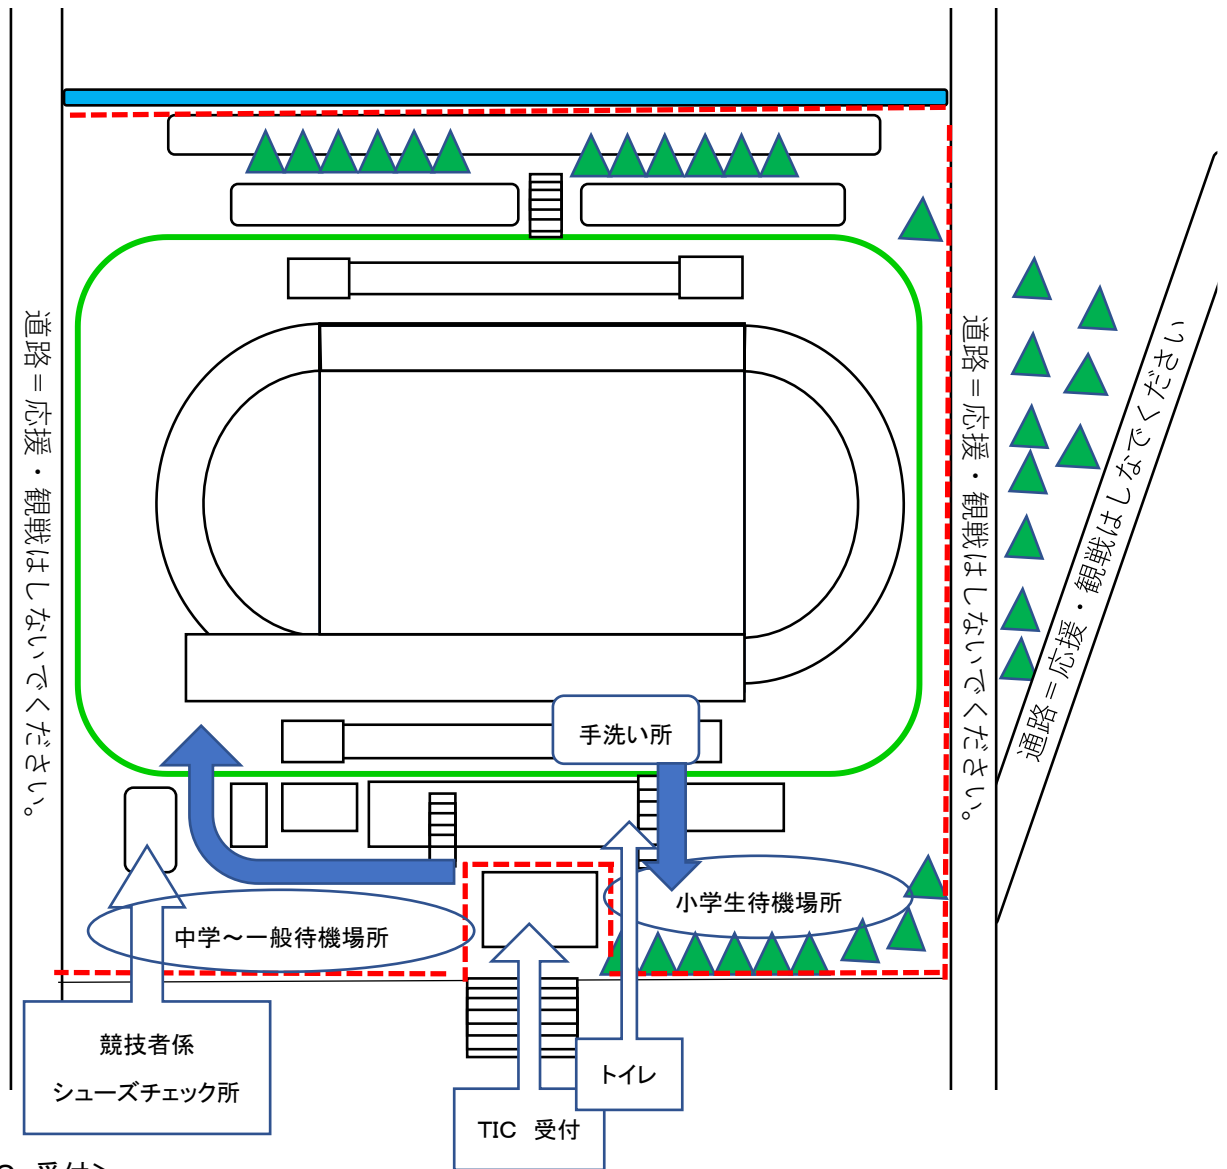 道路＝応援・観戦はしないでください。
道路＝応援・観戦はしないでください。
通路＝応援・観戦はしなでください
手洗い所
小学生待機場所
中学～一般待機場所
競技者係
シューズチェック所
トイレ
TIC　受付
受付＞